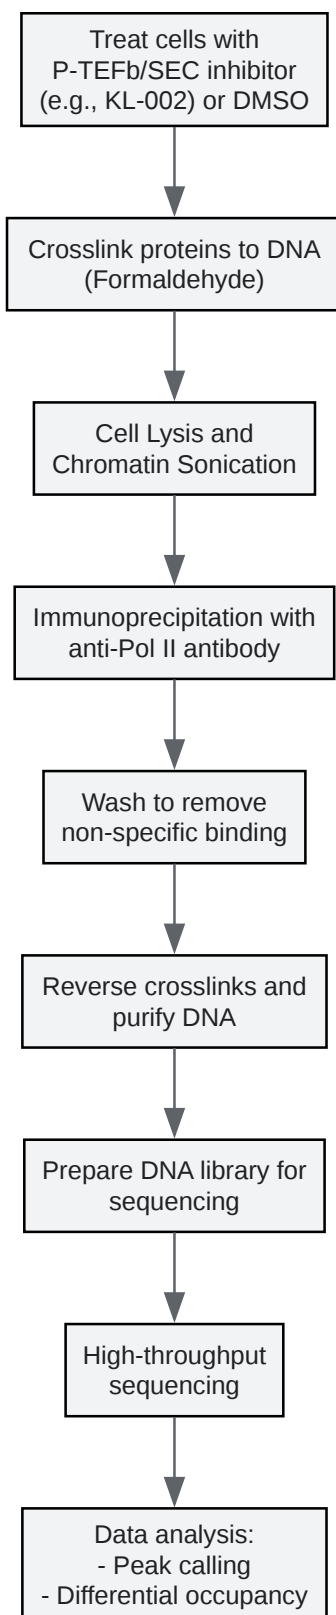 Treat cells with
P-TEFb/SEC inhibitor
(e.g., KL-002) or DMSO
Crosslink proteins to DNA
(Formaldehyde)
Cell Lysis and
Chromatin Sonication
Immunoprecipitation with
anti-Pol II antibody
Wash to remove
non-specific binding
Reverse crosslinks and
purify DNA
Prepare DNA library for
sequencing
High-throughput
sequencing
Data analysis:
- Peak calling
- Differential occupancy